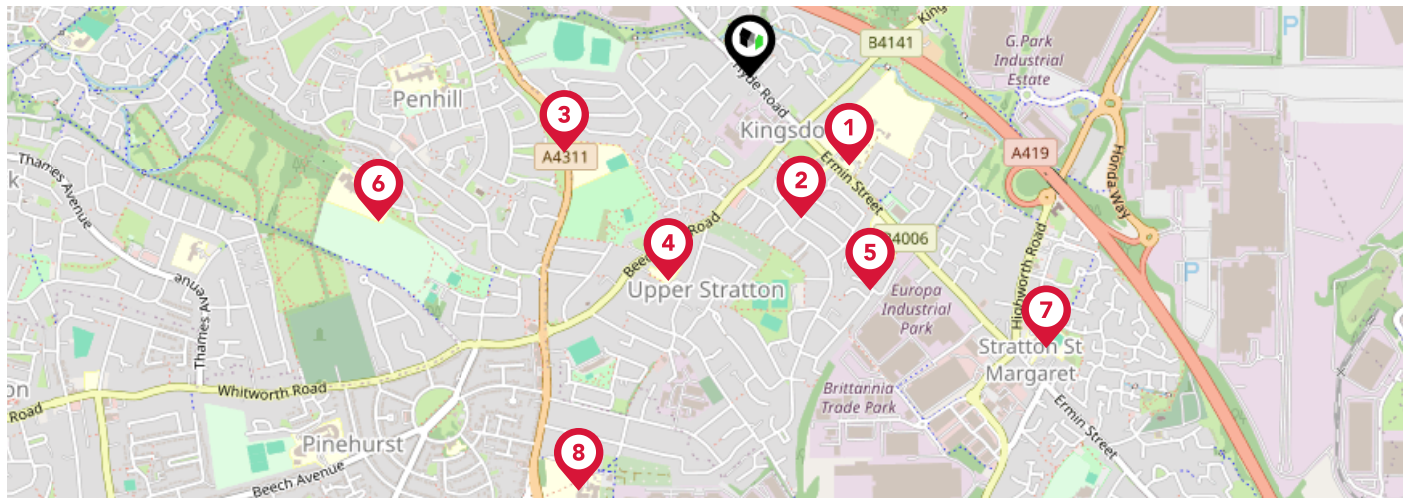 King
B4141
G.Park
Industrial
Estate
P
Hyde Road
Penhill
3
Kingsdo
1
A4311
A419
Thames Avenue
k
6
2
Ermin Street
Honda Way
4
Road
B4006
5
P
Thames Avenue
Upper Stratton
Europa
Industrial
Park
Highworth Road
7
Stratton St
Margaret
Whitworth Road
on
Road
Brittannia
Trade Park
Ermin Street
Pinehurst
8
Beech Avenue